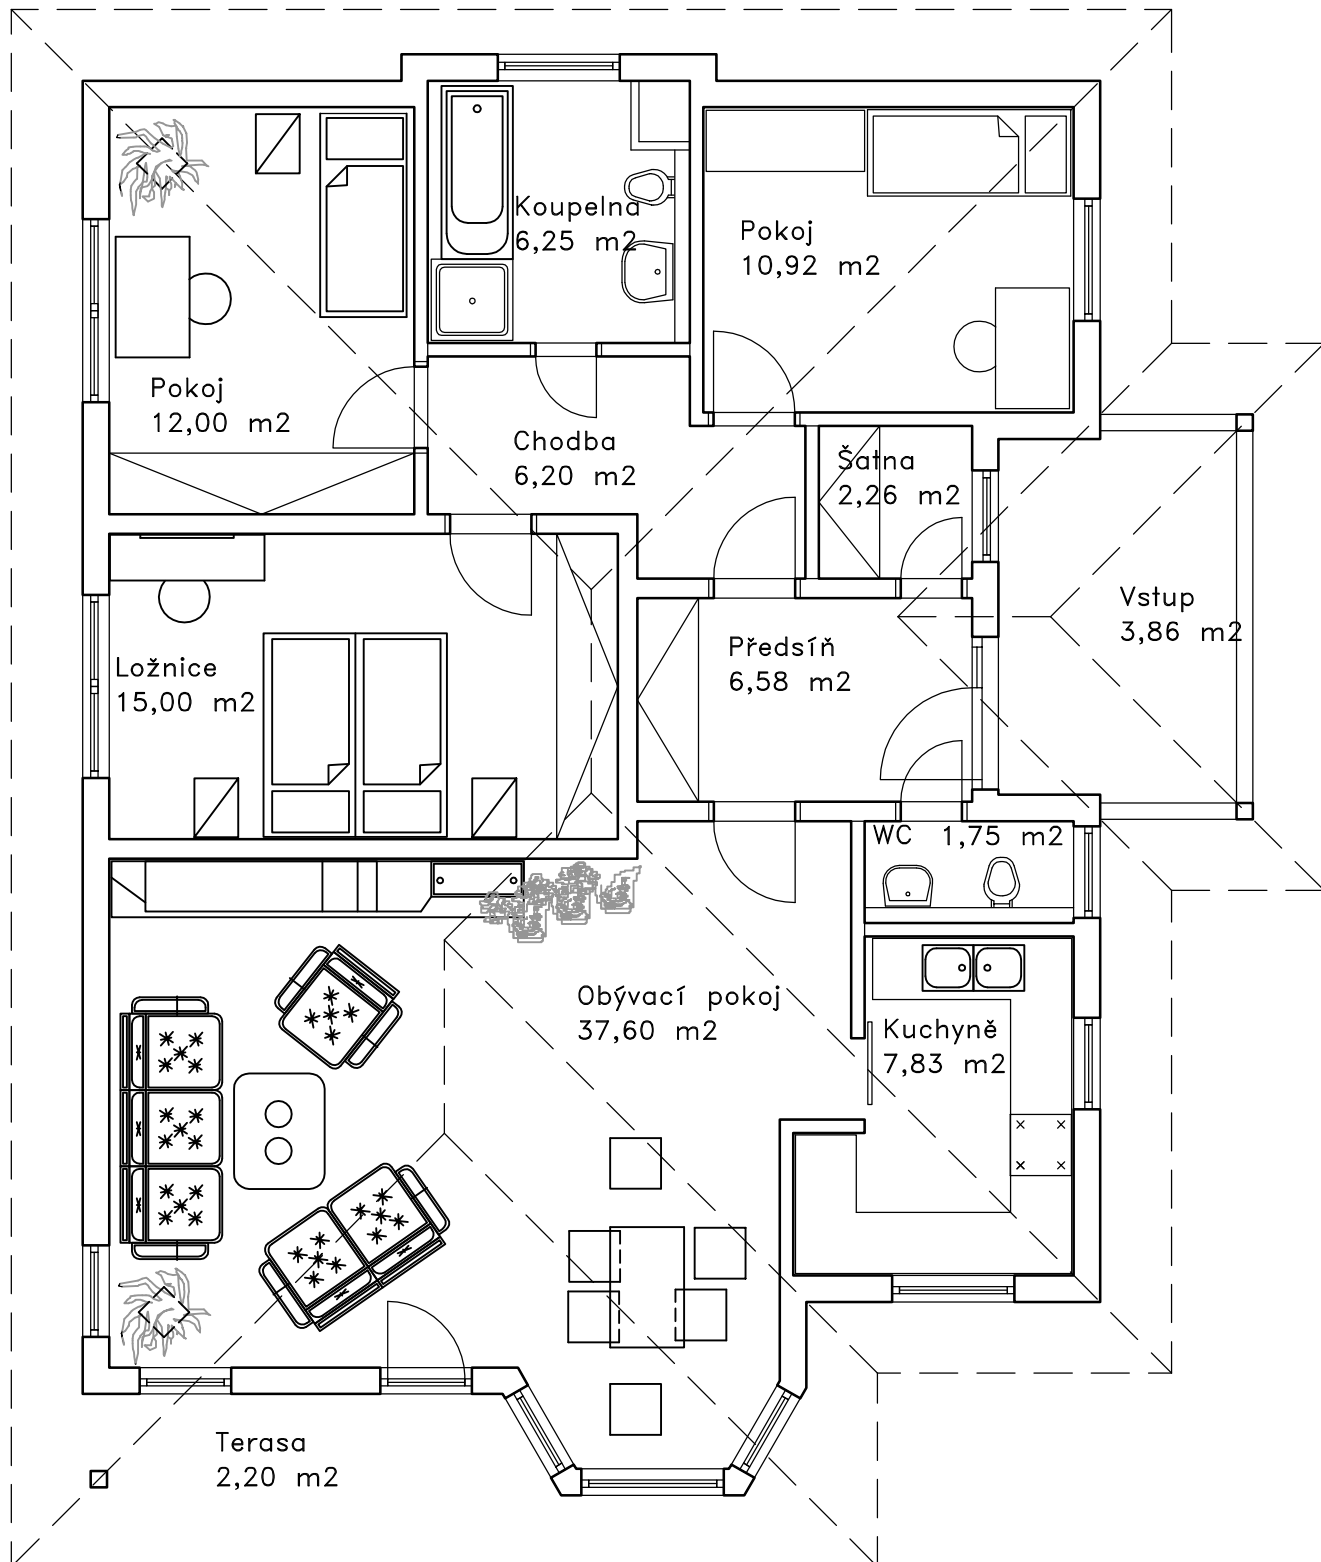 Koupelna
6,25 m2
Pokoj
10,92 m2
Pokoj
12,00 m2
Chodba
6,20 m2
Šatna
2,26 m2
Vstup
3,86 m2
Předsíň
6,58 m2
Ložnice
15,00 m2
WC 1,75 m2
Obývací pokoj
37,60 m2
Kuchyně
7,83 m2
Terasa
2,20 m2